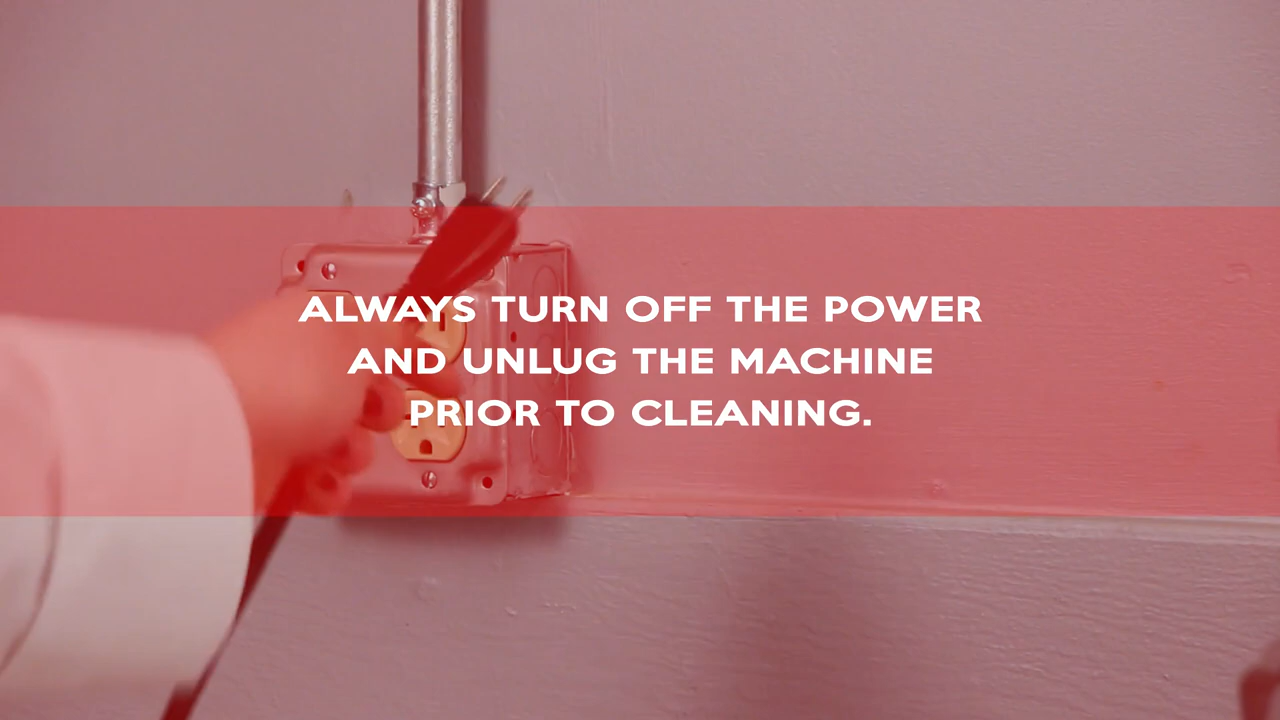 ALWAYS TURN OFF THE POWER
AND UNLUG THE MACHINE
PRIOR TO CLEANING.